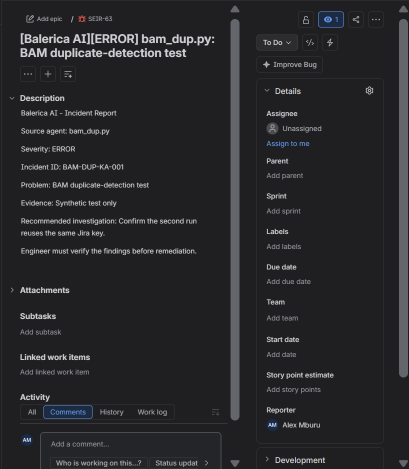 Add epic / SEIR-63
1
[Balerica AI][ERROR] bam_dup.py:
BAM duplicate-detection test
To Do
Improve Bug
Description
Balerica AI - Incident Report
Source agent: bam_dup.py
Severity: ERROR
Incident ID: BAM-DUP-KA-001
Problem: BAM duplicate-detection test
Evidence: Synthetic test only
Recommended investigation: Confirm the second run
reuses the same Jira key.
Engineer must verify the findings before remediation.
Attachments
Subtasks
Add subtask
Linked work items
Add linked work item
Activity
All Comments History Work log
AM Add a comment...
Who is working on this...? Status updat
Details
Assignee
Unassigned
Assign to me
Parent
Add parent
Sprint
Add sprint
Labels
Add labels
Due date
Add due date
Team
Add team
Start date
Add date
Story point estimate
Add story points
Reporter
AM Alex Mburu
Development